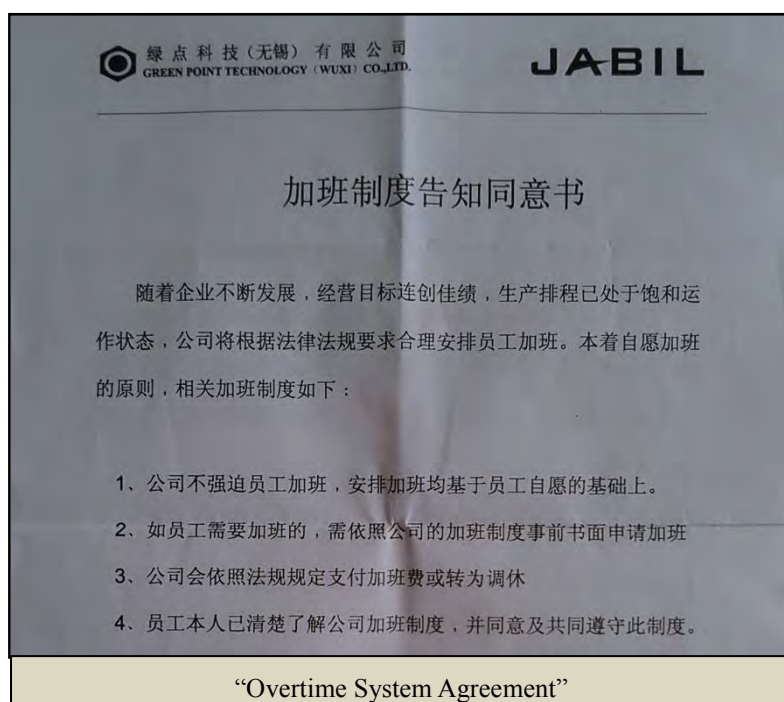 绿点科技(无锡)有限公司
GREEN POINT TECHNOLOGY (WUXI) CO.,LTD.
JABIL
加班制度告知同意书
随着企业不断发展，经营目标连创佳绩，生产排程已处于饱和运
作状态，公司将根据法律法规要求合理安排员工加班。本着自愿加班
的原则，相关加班制度如下：
1、公司不强迫员工加班，安排加班均基于员工自愿的基础上。
2、如员工需要加班的，需依照公司的加班制度事前书面申请加班
3、公司会依照法规规定支付加班费或转为调休
4、员工本人已清楚了解公司加班制度，并同意及共同遵守此制度。
“Overtime System Agreement”